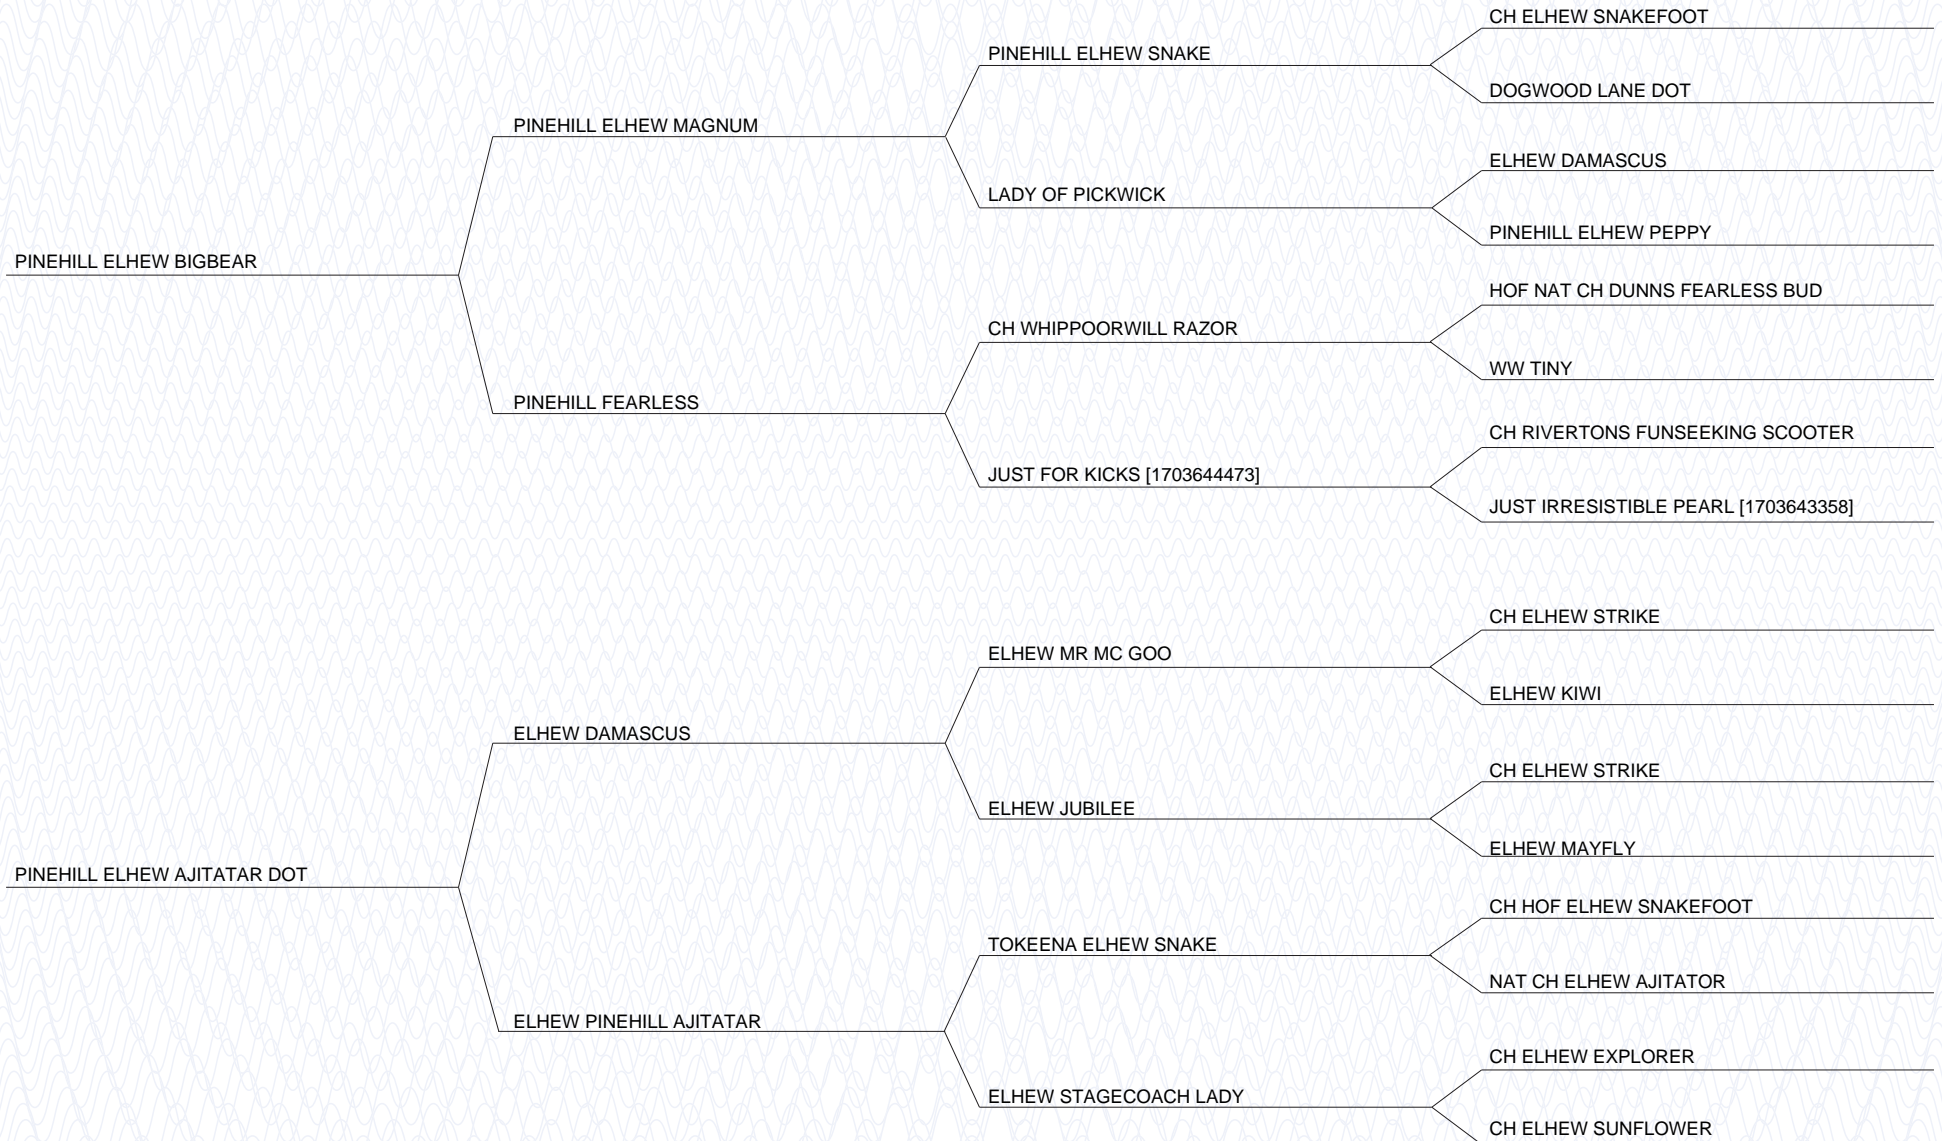 CH ELHEW SNAKEFOOT
PINEHILL ELHEW SNAKE
DOGWOOD LANE DOT
PINEHILL ELHEW MAGNUM
ELHEW DAMASCUS
LADY OF PICKWICK
PINEHILL ELHEW PEPPY
PINEHILL ELHEW BIGBEAR
HOF NAT CH DUNNS FEARLESS BUD
CH WHIPPOORWILL RAZOR
WW TINY
PINEHILL FEARLESS
CH RIVERTONS FUNSEEKING SCOOTER
JUST FOR KICKS [1703644473]
JUST IRRESISTIBLE PEARL [1703643358]
CH ELHEW STRIKE
ELHEW MR MC GOO
ELHEW KIWI
ELHEW DAMASCUS
CH ELHEW STRIKE
ELHEW JUBILEE
ELHEW MAYFLY
PINEHILL ELHEW AJITATAR DOT
CH HOF ELHEW SNAKEFOOT
TOKEENA ELHEW SNAKE
NAT CH ELHEW AJITATOR
ELHEW PINEHILL AJITATAR
CH ELHEW EXPLORER
ELHEW STAGECOACH LADY
CH ELHEW SUNFLOWER